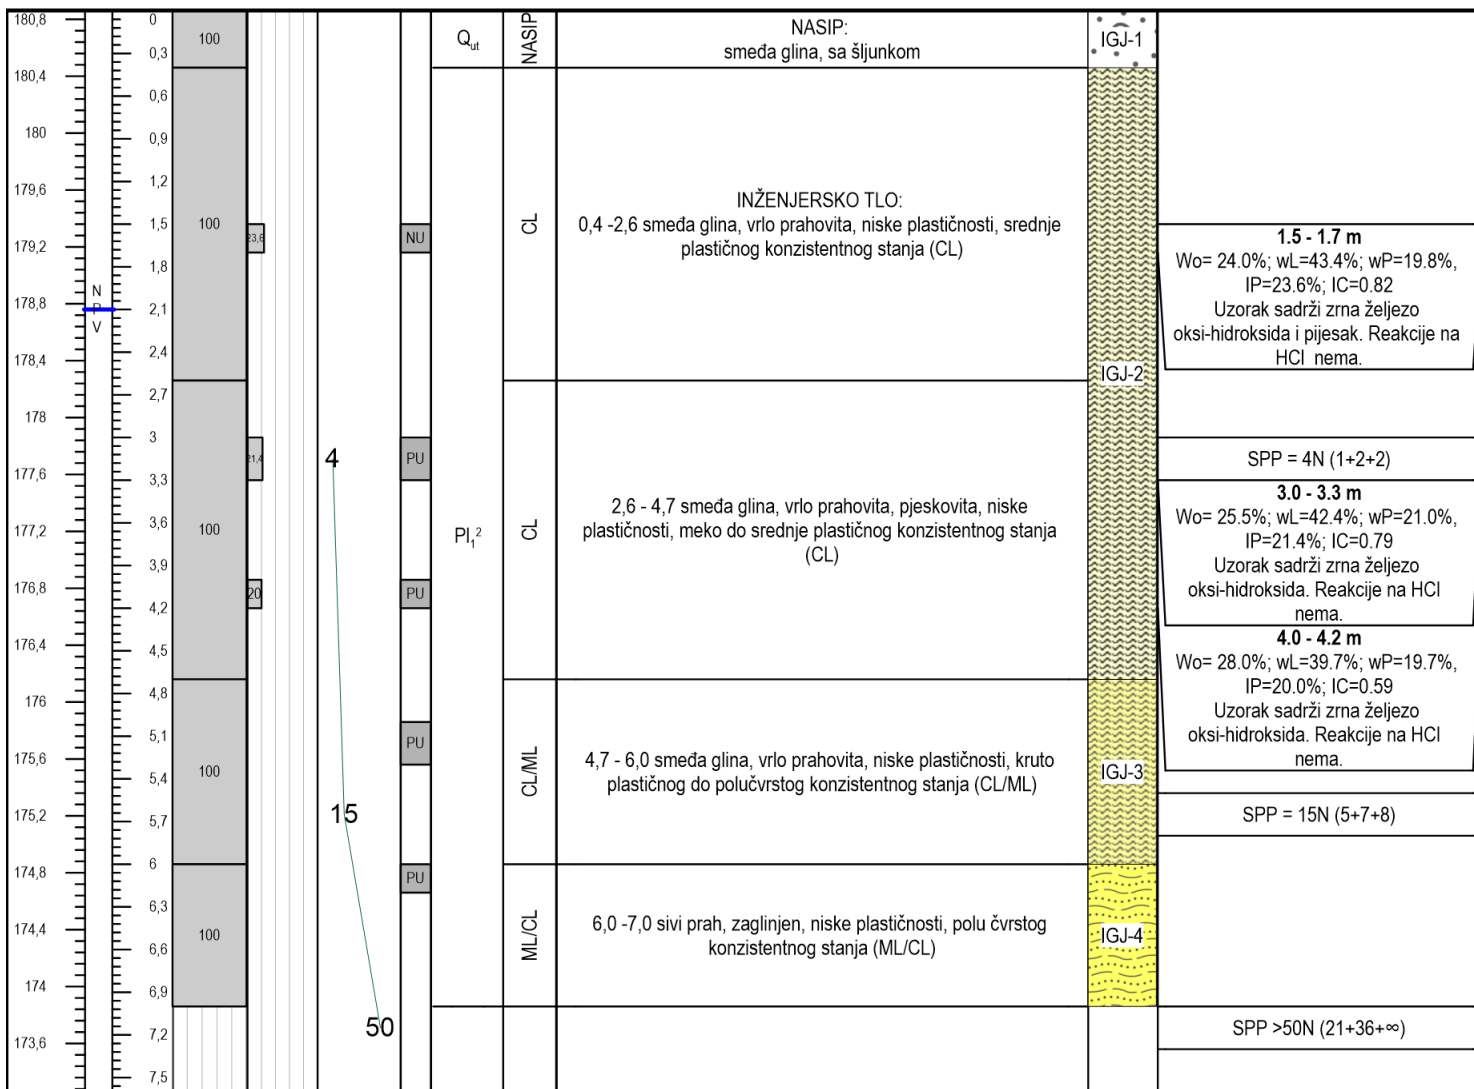 180,8
180,4
180
179,6
179,2
178,8
178,4
178
177,6
177,2
176,8
176,4
176
175,6
175,2
174,8
174,4
174
173,6
N
P
V
0
0,3
0,6
0,9
1,2
1,5
1,8
2,1
2,4
2,7
3
3,3
3,6
3,9
4,2
4,5
4,8
5,1
5,4
5,7
6
6,3
6,6
6,9
7,2
7,5
100
100
100
100
100
23,6
21,4
20
4
15
50
NU
PU
PU
PU
PU
Qut
Pl₁²
NASIP
CL
CL
CL/ML
ML/CL
NASIP:
smeđa glina, sa šljunkom
INŽENJERSKO TLO:
0,4 -2,6 smeđa glina, vrlo prahovita, niske plastičnosti, srednje
plastičnog konzistentnog stanja (CL)
2,6 - 4,7 smeđa glina, vrlo prahovita, pjeskovita, niske
plastičnosti, meko do srednje plastičnog konzistentnog stanja
(CL)
4,7 - 6,0 smeđa glina, vrlo prahovita, niske plastičnosti, kruto
plastičnog do polučvrstog konzistentnog stanja (CL/ML)
6,0 -7,0 sivi prah, zaglinjen, niske plastičnosti, polu čvrstog
konzistentnog stanja (ML/CL)
IGJ-1
IGJ-2
IGJ-3
IGJ-4
1.5 - 1.7 m
Wo= 24.0%; wL=43.4%; wP=19.8%,
IP=23.6%; IC=0.82
Uzorak sadrži zrna željezo
oksi-hidroksida i pijesak. Reakcije na
HCl nema.
SPP = 4N (1+2+2)
3.0 - 3.3 m
Wo= 25.5%; wL=42.4%; wP=21.0%,
IP=21.4%; IC=0.79
Uzorak sadrži zrna željezo
oksi-hidroksida. Reakcije na HCl
nema.
4.0 - 4.2 m
Wo= 28.0%; wL=39.7%; wP=19.7%,
IP=20.0%; IC=0.59
Uzorak sadrži zrna željezo
oksi-hidroksida. Reakcije na HCl
nema.
SPP = 15N (5+7+8)
SPP >50N (21+36+∞)